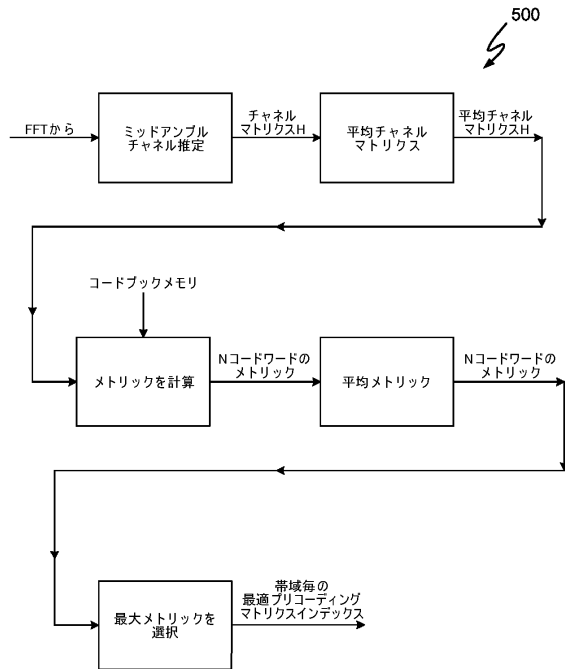 500
FFTから
ミッドアンブル
チャネル推定
チャネル
マトリクスH
平均チャネル
マトリクス
平均チャネル
マトリクスH
コードブックメモリ
メトリックを計算
Nコードワードの
メトリック
平均メトリック
Nコードワードの
メトリック
最大メトリックを
選択
帯域毎の
最適プリコーディング
マトリクスインデックス